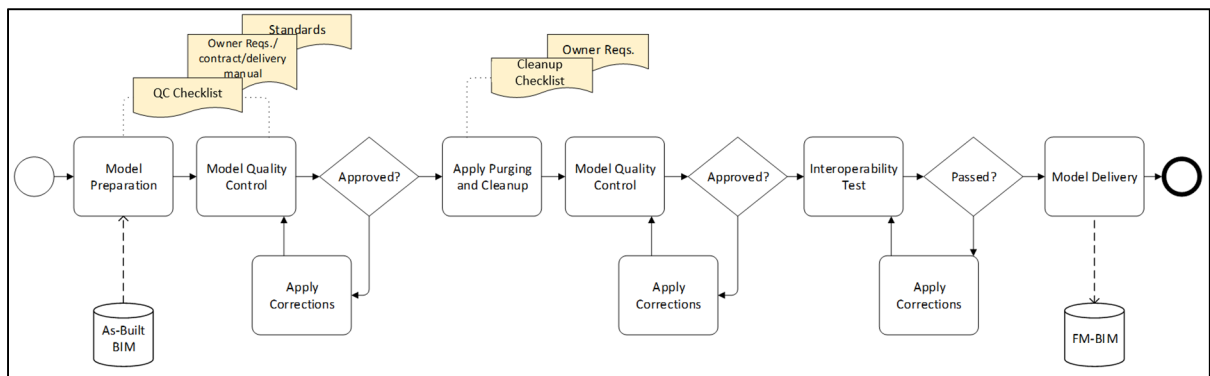 Standards
Owner Reqs./
contract/delivery
manual
QC Checklist
Owner Reqs.
Cleanup
Checklist
Model
Preparation
Model Quality
Control
Approved?
Apply Purging
and Cleanup
Model Quality
Control
Approved?
Interoperability
Test
Passed?
Model Delivery
Apply
Corrections
Apply
Corrections
Apply
Corrections
As-Built
BIM
FM-BIM